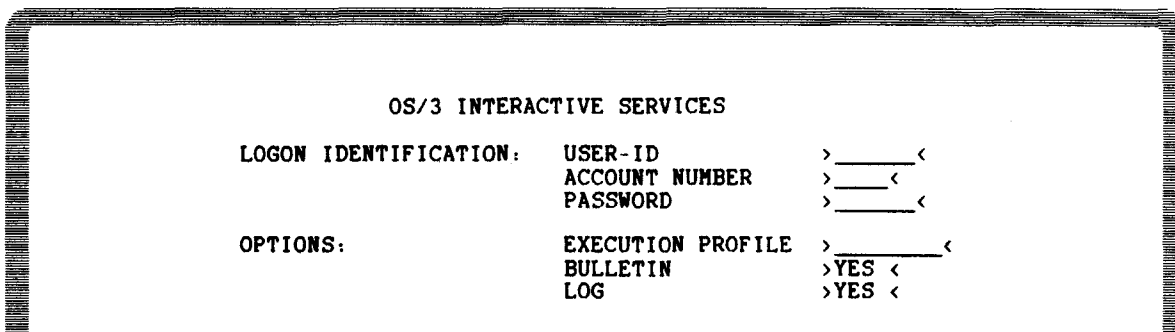 OS/3 INTERACTIVE SERVICES
LOGON IDENTIFICATION: USER-ID >______<
ACCOUNT NUMBER >____<
PASSWORD >______<
OPTIONS: EXECUTION PROFILE >________<
BULLETIN >YES <
LOG >YES <